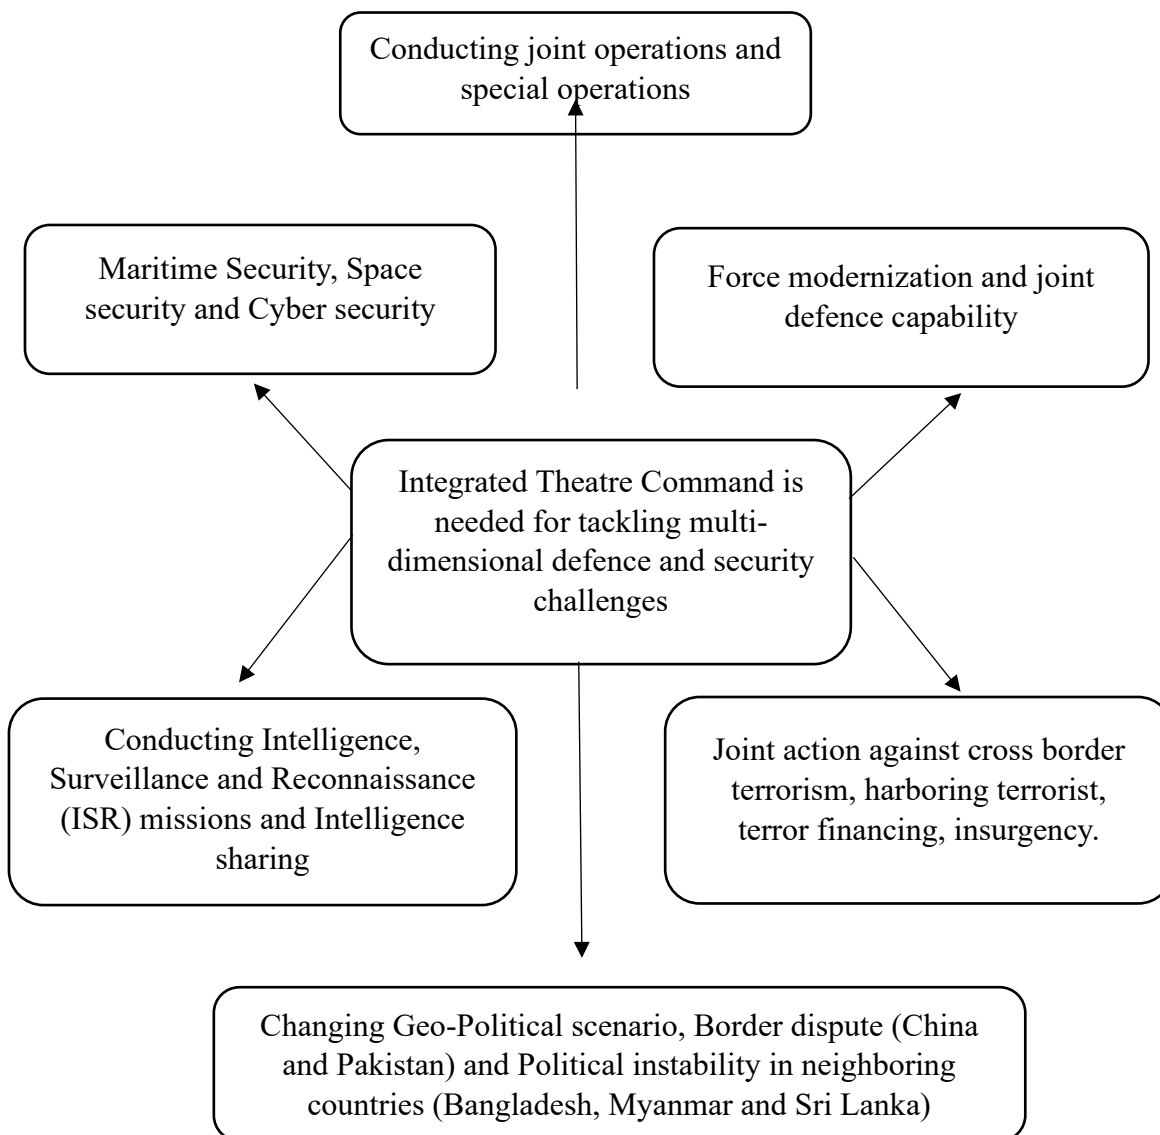 Conducting joint operations and
special operations
Maritime Security, Space
security and Cyber security
Force modernization and joint
defence capability
Integrated Theatre Command is
needed for tackling multi-
dimensional defence and security
challenges
Conducting Intelligence,
Surveillance and Reconnaissance
(ISR) missions and Intelligence
sharing
Joint action against cross border
terrorism, harboring terrorist,
terror financing, insurgency.
Changing Geo-Political scenario, Border dispute (China
and Pakistan) and Political instability in neighboring
countries (Bangladesh, Myanmar and Sri Lanka)